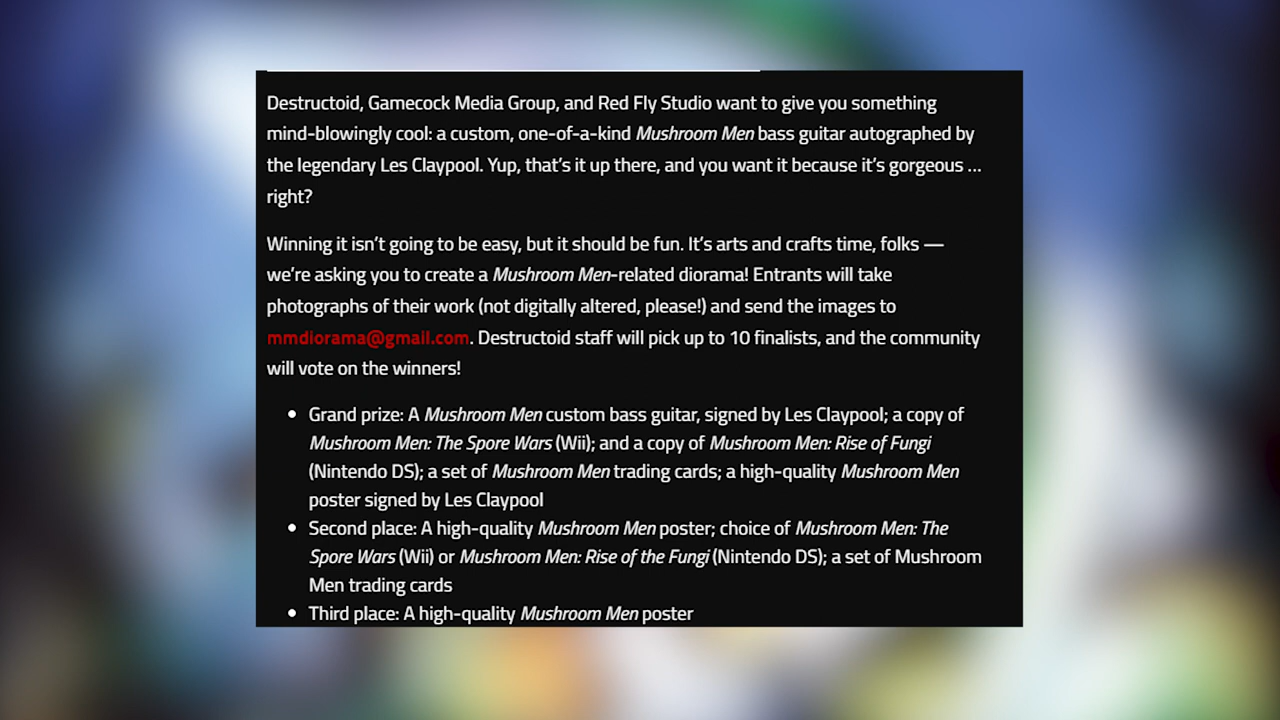 Destructoid, Gamecock Media Group, and Red Fly Studio want to give you something
mind-blowingly cool: a custom, one-of-a-kind Mushroom Men bass guitar autographed by
the legendary Les Claypool. Yup, that's it up there, and you want it because it's gorgeous ...
right?
Winning it isn't going to be easy, but it should be fun. It's arts and crafts time, folks —
we're asking you to create a Mushroom Men-related diorama! Entrants will take
photographs of their work (not digitally altered, please!) and send the images to
mmdiorama@gmail.com. Destructoid staff will pick up to 10 finalists, and the community
will vote on the winners!
• Grand prize: A Mushroom Men custom bass guitar, signed by Les Claypool; a copy of
Mushroom Men: The Spore Wars (Wii); and a copy of Mushroom Men: Rise of Fungi
(Nintendo DS); a set of Mushroom Men trading cards; a high-quality Mushroom Men
poster signed by Les Claypool
• Second place: A high-quality Mushroom Men poster; choice of Mushroom Men: The
Spore Wars (Wii) or Mushroom Men: Rise of the Fungi (Nintendo DS); a set of Mushroom
Men trading cards
• Third place: A high-quality Mushroom Men poster